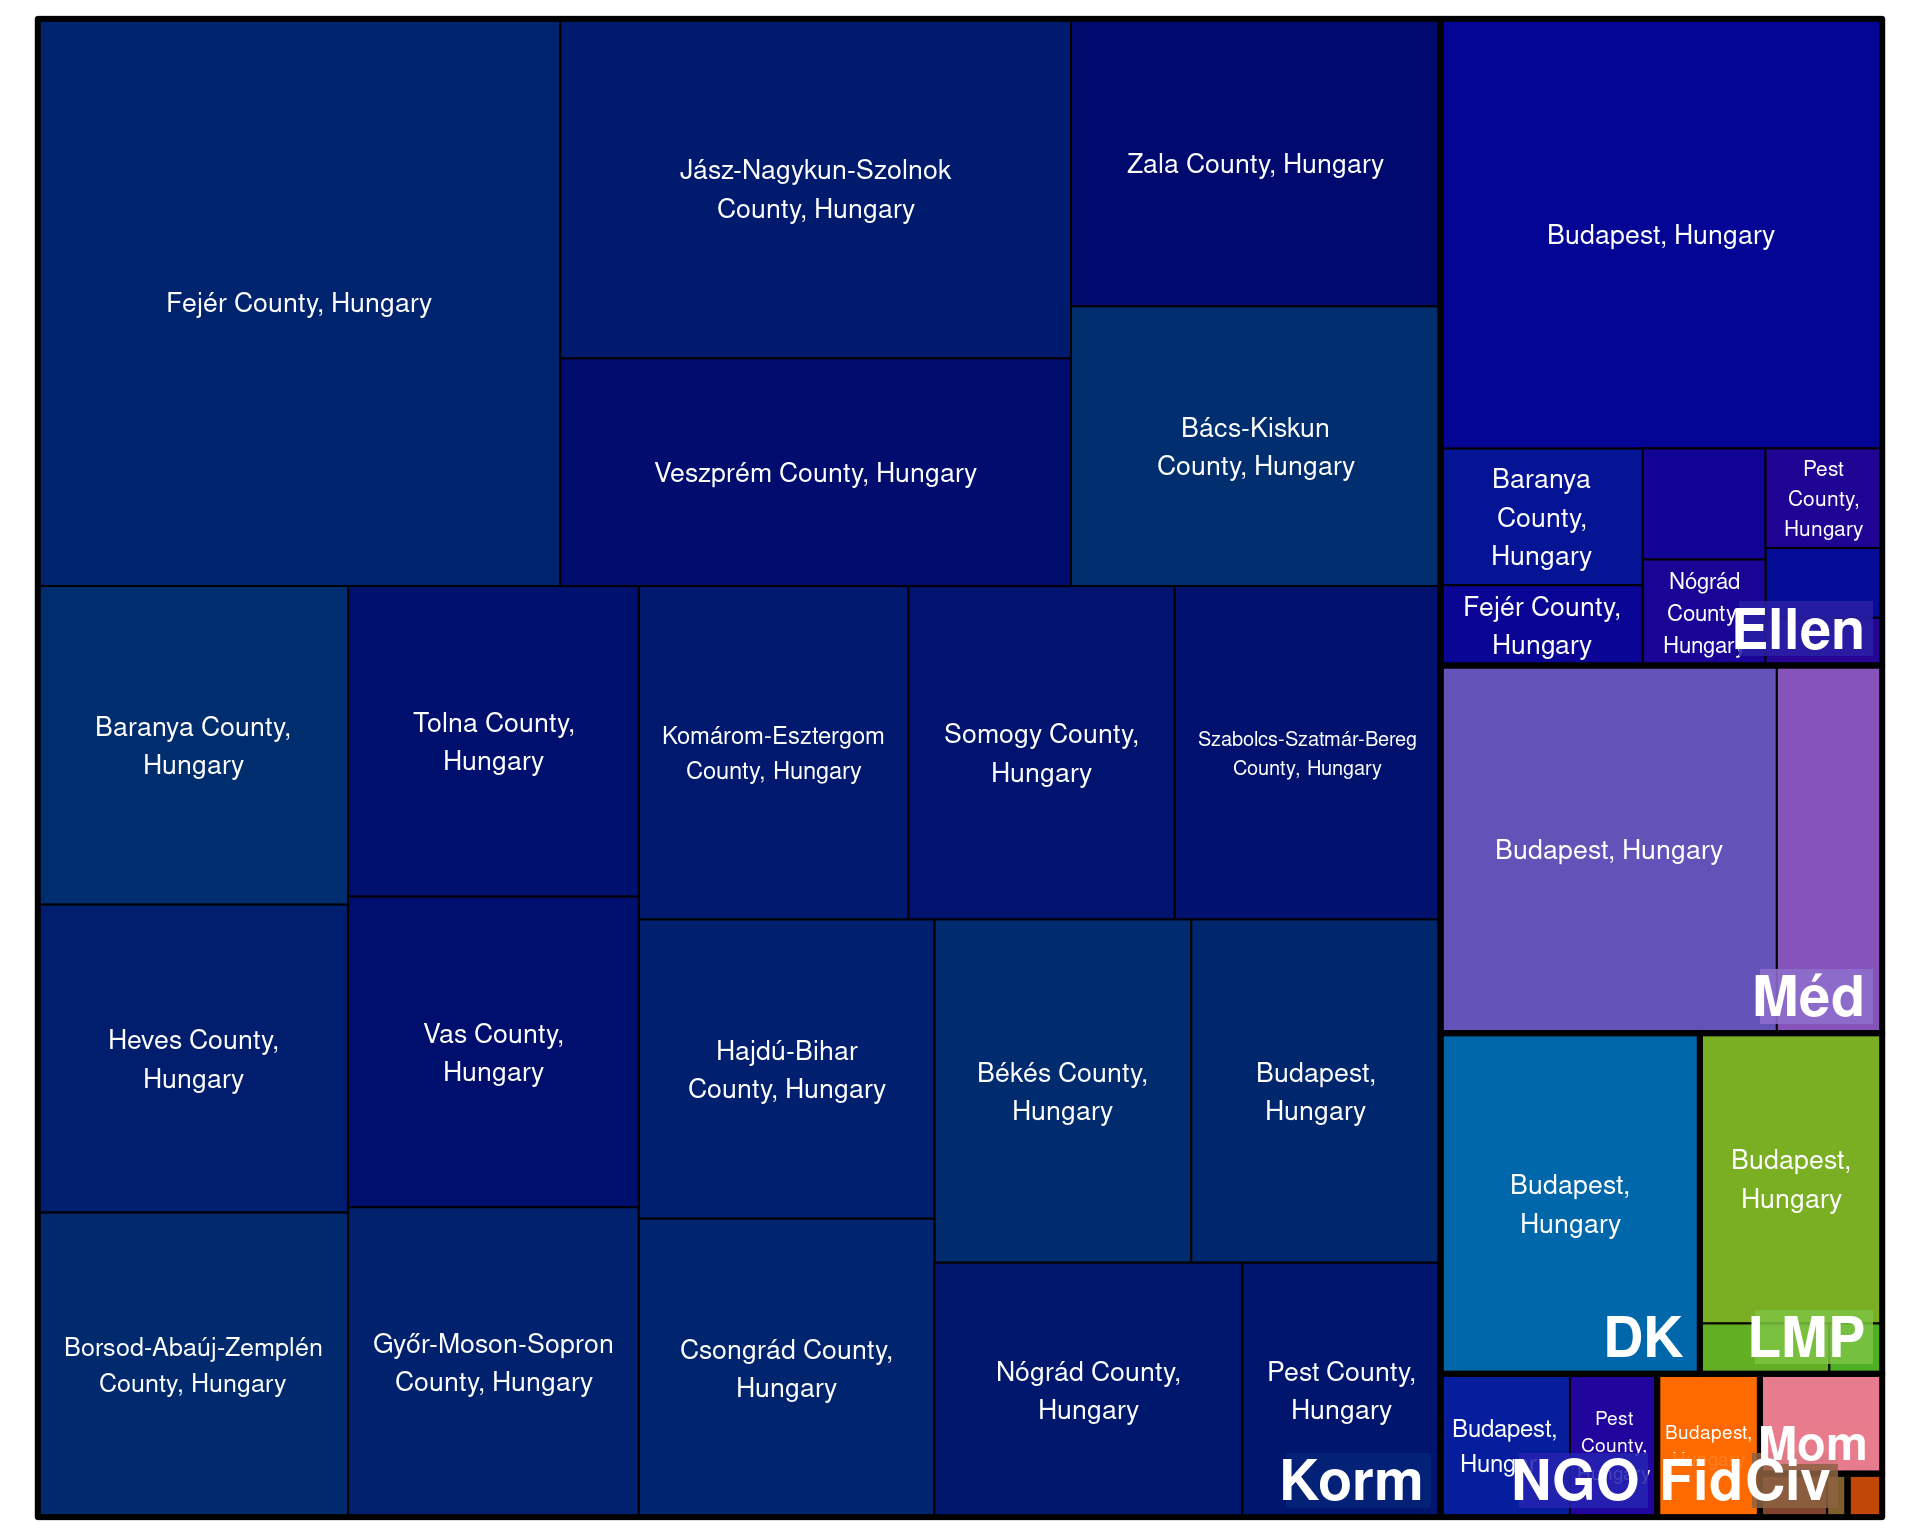 Fejér County, Hungary
Jász-Nagykun-Szolnok
County, Hungary
Zala County, Hungary
Veszprém County, Hungary
Bács-Kiskun
County, Hungary
Baranya County,
Hungary
Tolna County,
Hungary
Komárom-Esztergom
County, Hungary
Somogy County,
Hungary
Szabolcs-Szatmár-Bereg
County, Hungary
Heves County,
Hungary
Vas County,
Hungary
Hajdú-Bihar
County, Hungary
Békés County,
Hungary
Budapest,
Hungary
Borsod-Abaúj-Zemplén
County, Hungary
Győr-Moson-Sopron
County, Hungary
Csongrád County,
Hungary
Nógrád County,
Hungary
Pest County,
Hungary
Korm
Budapest, Hungary
Baranya
County,
Hungary
Fejér County,
Hungary
Pest
County,
Hungary
Nógrád
County,
Hungary
Ellen
Budapest, Hungary
Méd
Budapest,
Hungary
DK
Budapest,
Hungary
LMP
Budapest,
Hungary
Pest
County,
Hungary
NGO
Budapest,
Hungary
Fid
Mom
Civ